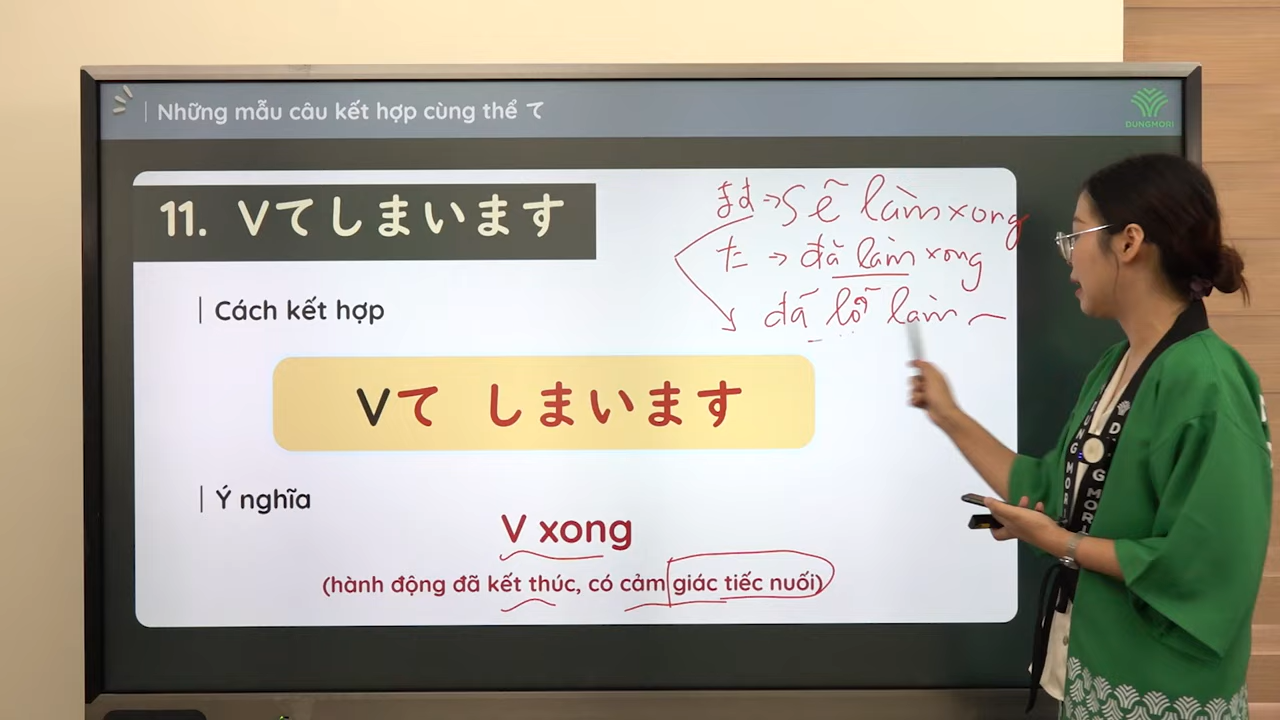 Những mẫu câu kết hợp cùng thể て
DUNGMORI
11. Vてしまいます
ます → sẽ làm xong
た → đã làm xong
đã lỡ làm ~
Cách kết hợp
Vて しまいます
Ý nghĩa
V xong
(hành động đã kết thúc, có cảm giác tiếc nuối)
DUNG MORI